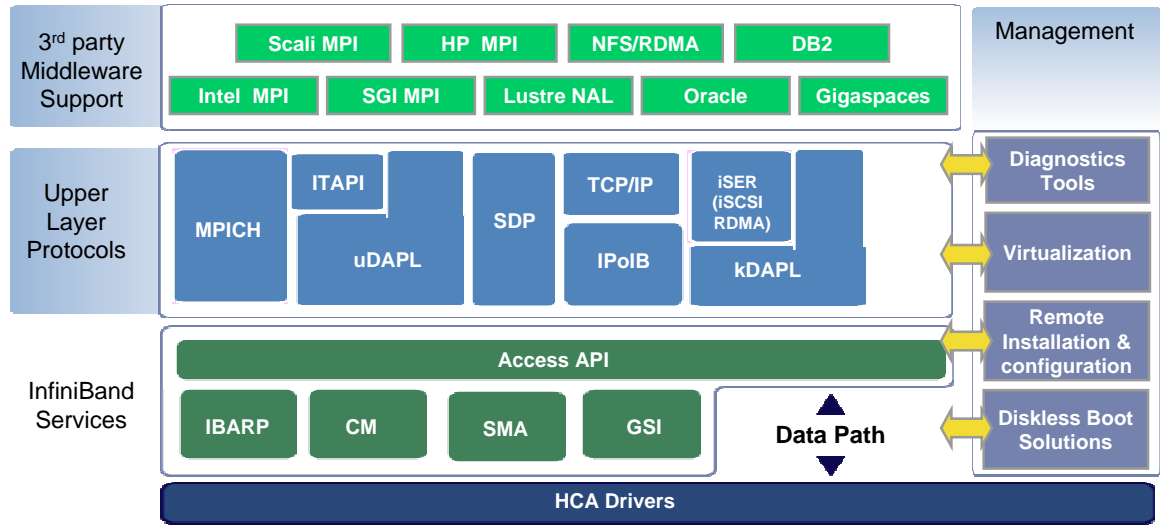 3rd party
Middleware
Support
Scali MPI
HP MPI
NFS/RDMA
DB2
Intel MPI
SGI MPI
Lustre NAL
Oracle
Gigaspaces
Management
Upper
Layer
Protocols
MPICH
ITAPI
uDAPL
SDP
TCP/IP
IPoIB
iSER
(iSCSI
RDMA)
kDAPL
Diagnostics
Tools
Virtualization
Remote
Installation &
configuration
Diskless Boot
Solutions
InfiniBand
Services
Access API
IBARP
CM
SMA
GSI
Data Path
HCA Drivers